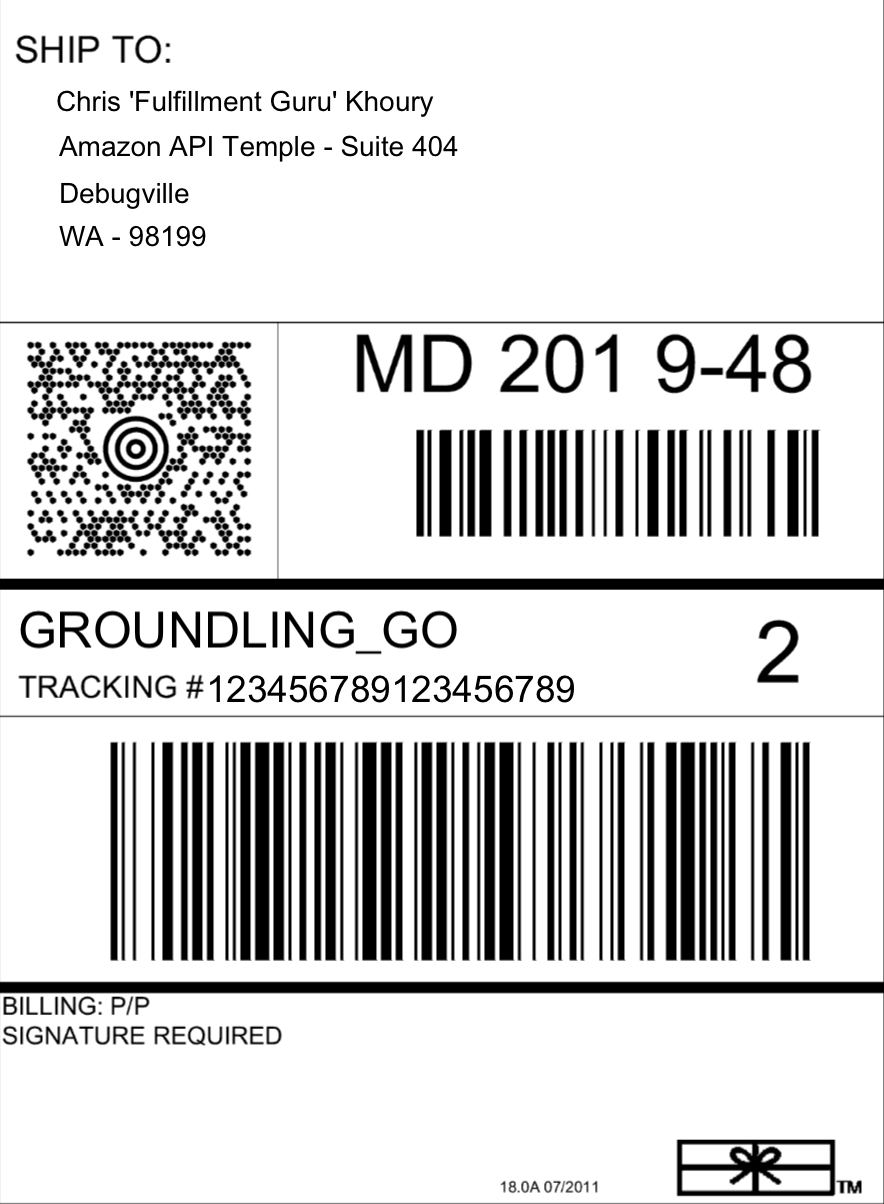 SHIP TO:
Chris 'Fulfillment Guru' Khoury
Amazon API Temple - Suite 404
Debugville
WA - 98199
MD 201 9-48
GROUNDLING_GO
2
TRACKING #123456789123456789
BILLING: P/P
SIGNATURE REQUIRED
18.0A 07/2011
TM